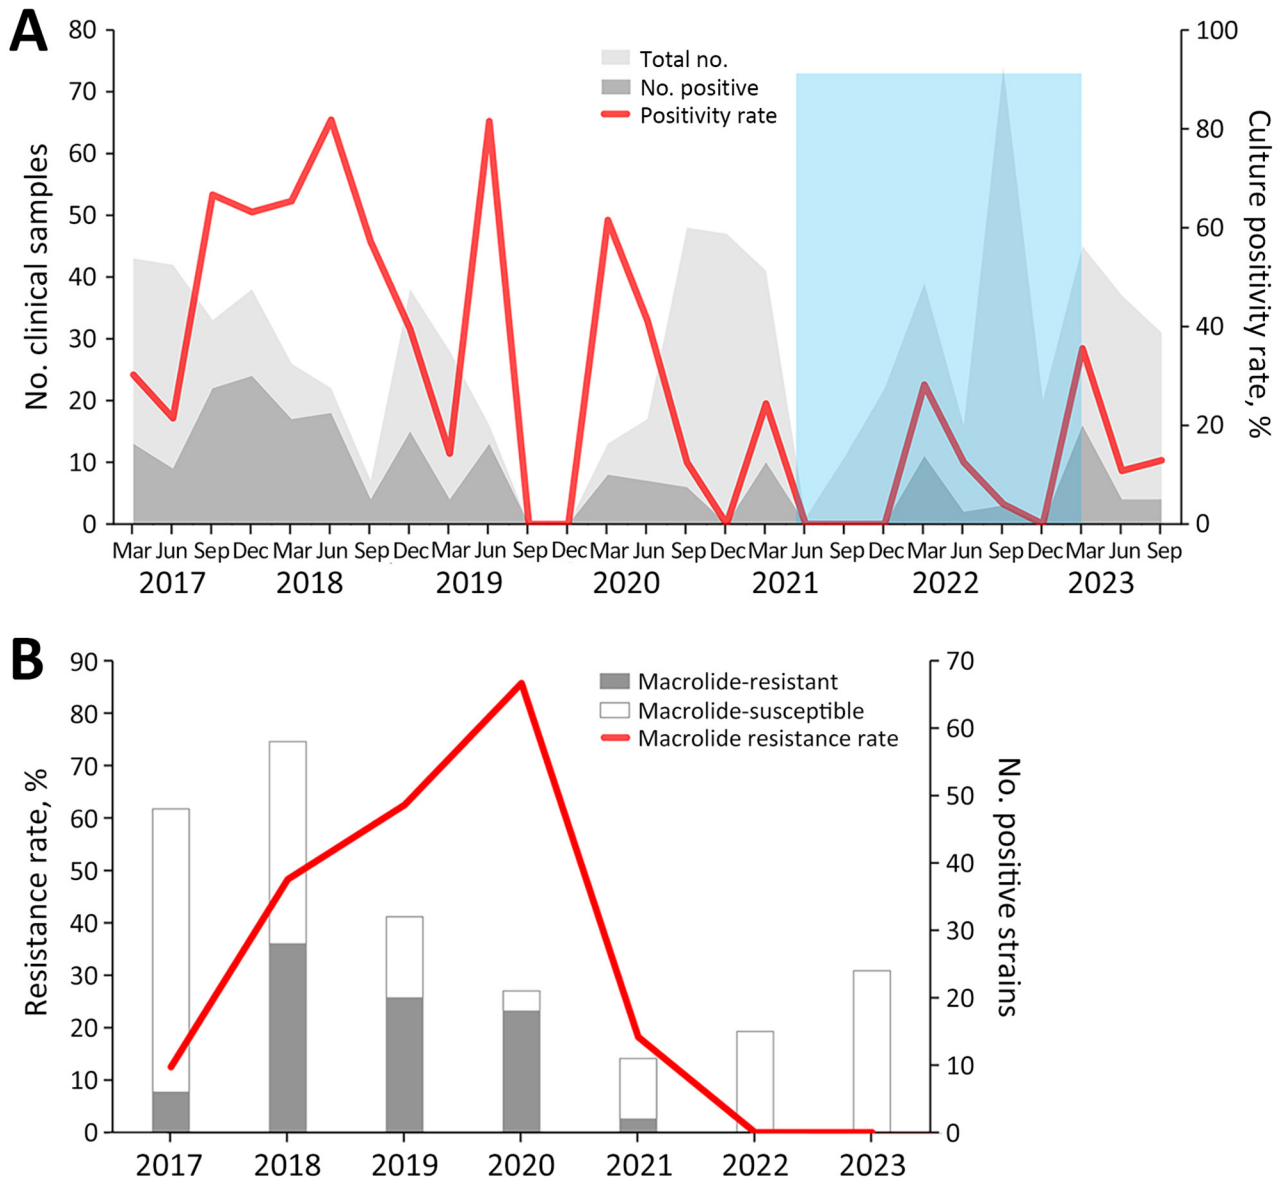 A
80
70
60
50
40
30
20
10
0
No. clinical samples
Total no.
No. positive
Positivity rate
100
80
60
40
20
0
Culture positivity rate, %
Mar Jun Sep Dec Mar Jun Sep Dec Mar Jun Sep Dec Mar Jun Sep Dec Mar Jun Sep Dec Mar Jun Sep Dec Mar Jun Sep
2017 2018 2019 2020 2021 2022 2023
B
90
80
70
60
50
40
30
20
10
0
Resistance rate, %
Macrolide-resistant
Macrolide-susceptible
Macrolide resistance rate
70
60
50
40
30
20
10
0
No. positive strains
2017 2018 2019 2020 2021 2022 2023